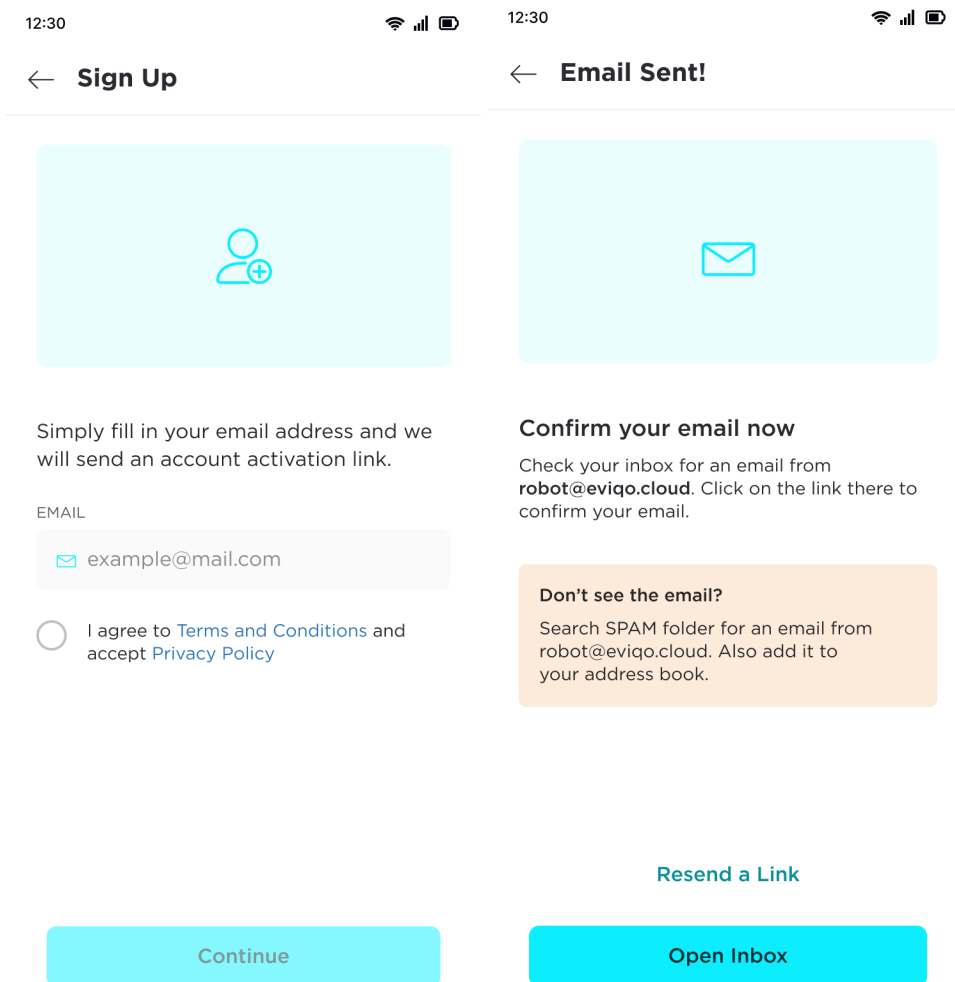 12:30
Sign Up
Simply fill in your email address and we
will send an account activation link.
EMAIL
example@mail.com
I agree to Terms and Conditions and
accept Privacy Policy
Continue
12:30
Email Sent!
Confirm your email now
Check your inbox for an email from
robot@eviqo.cloud. Click on the link there to
confirm your email.
Don’t see the email?
Search SPAM folder for an email from
robot@eviqo.cloud. Also add it to
your address book.
Resend a Link
Open Inbox